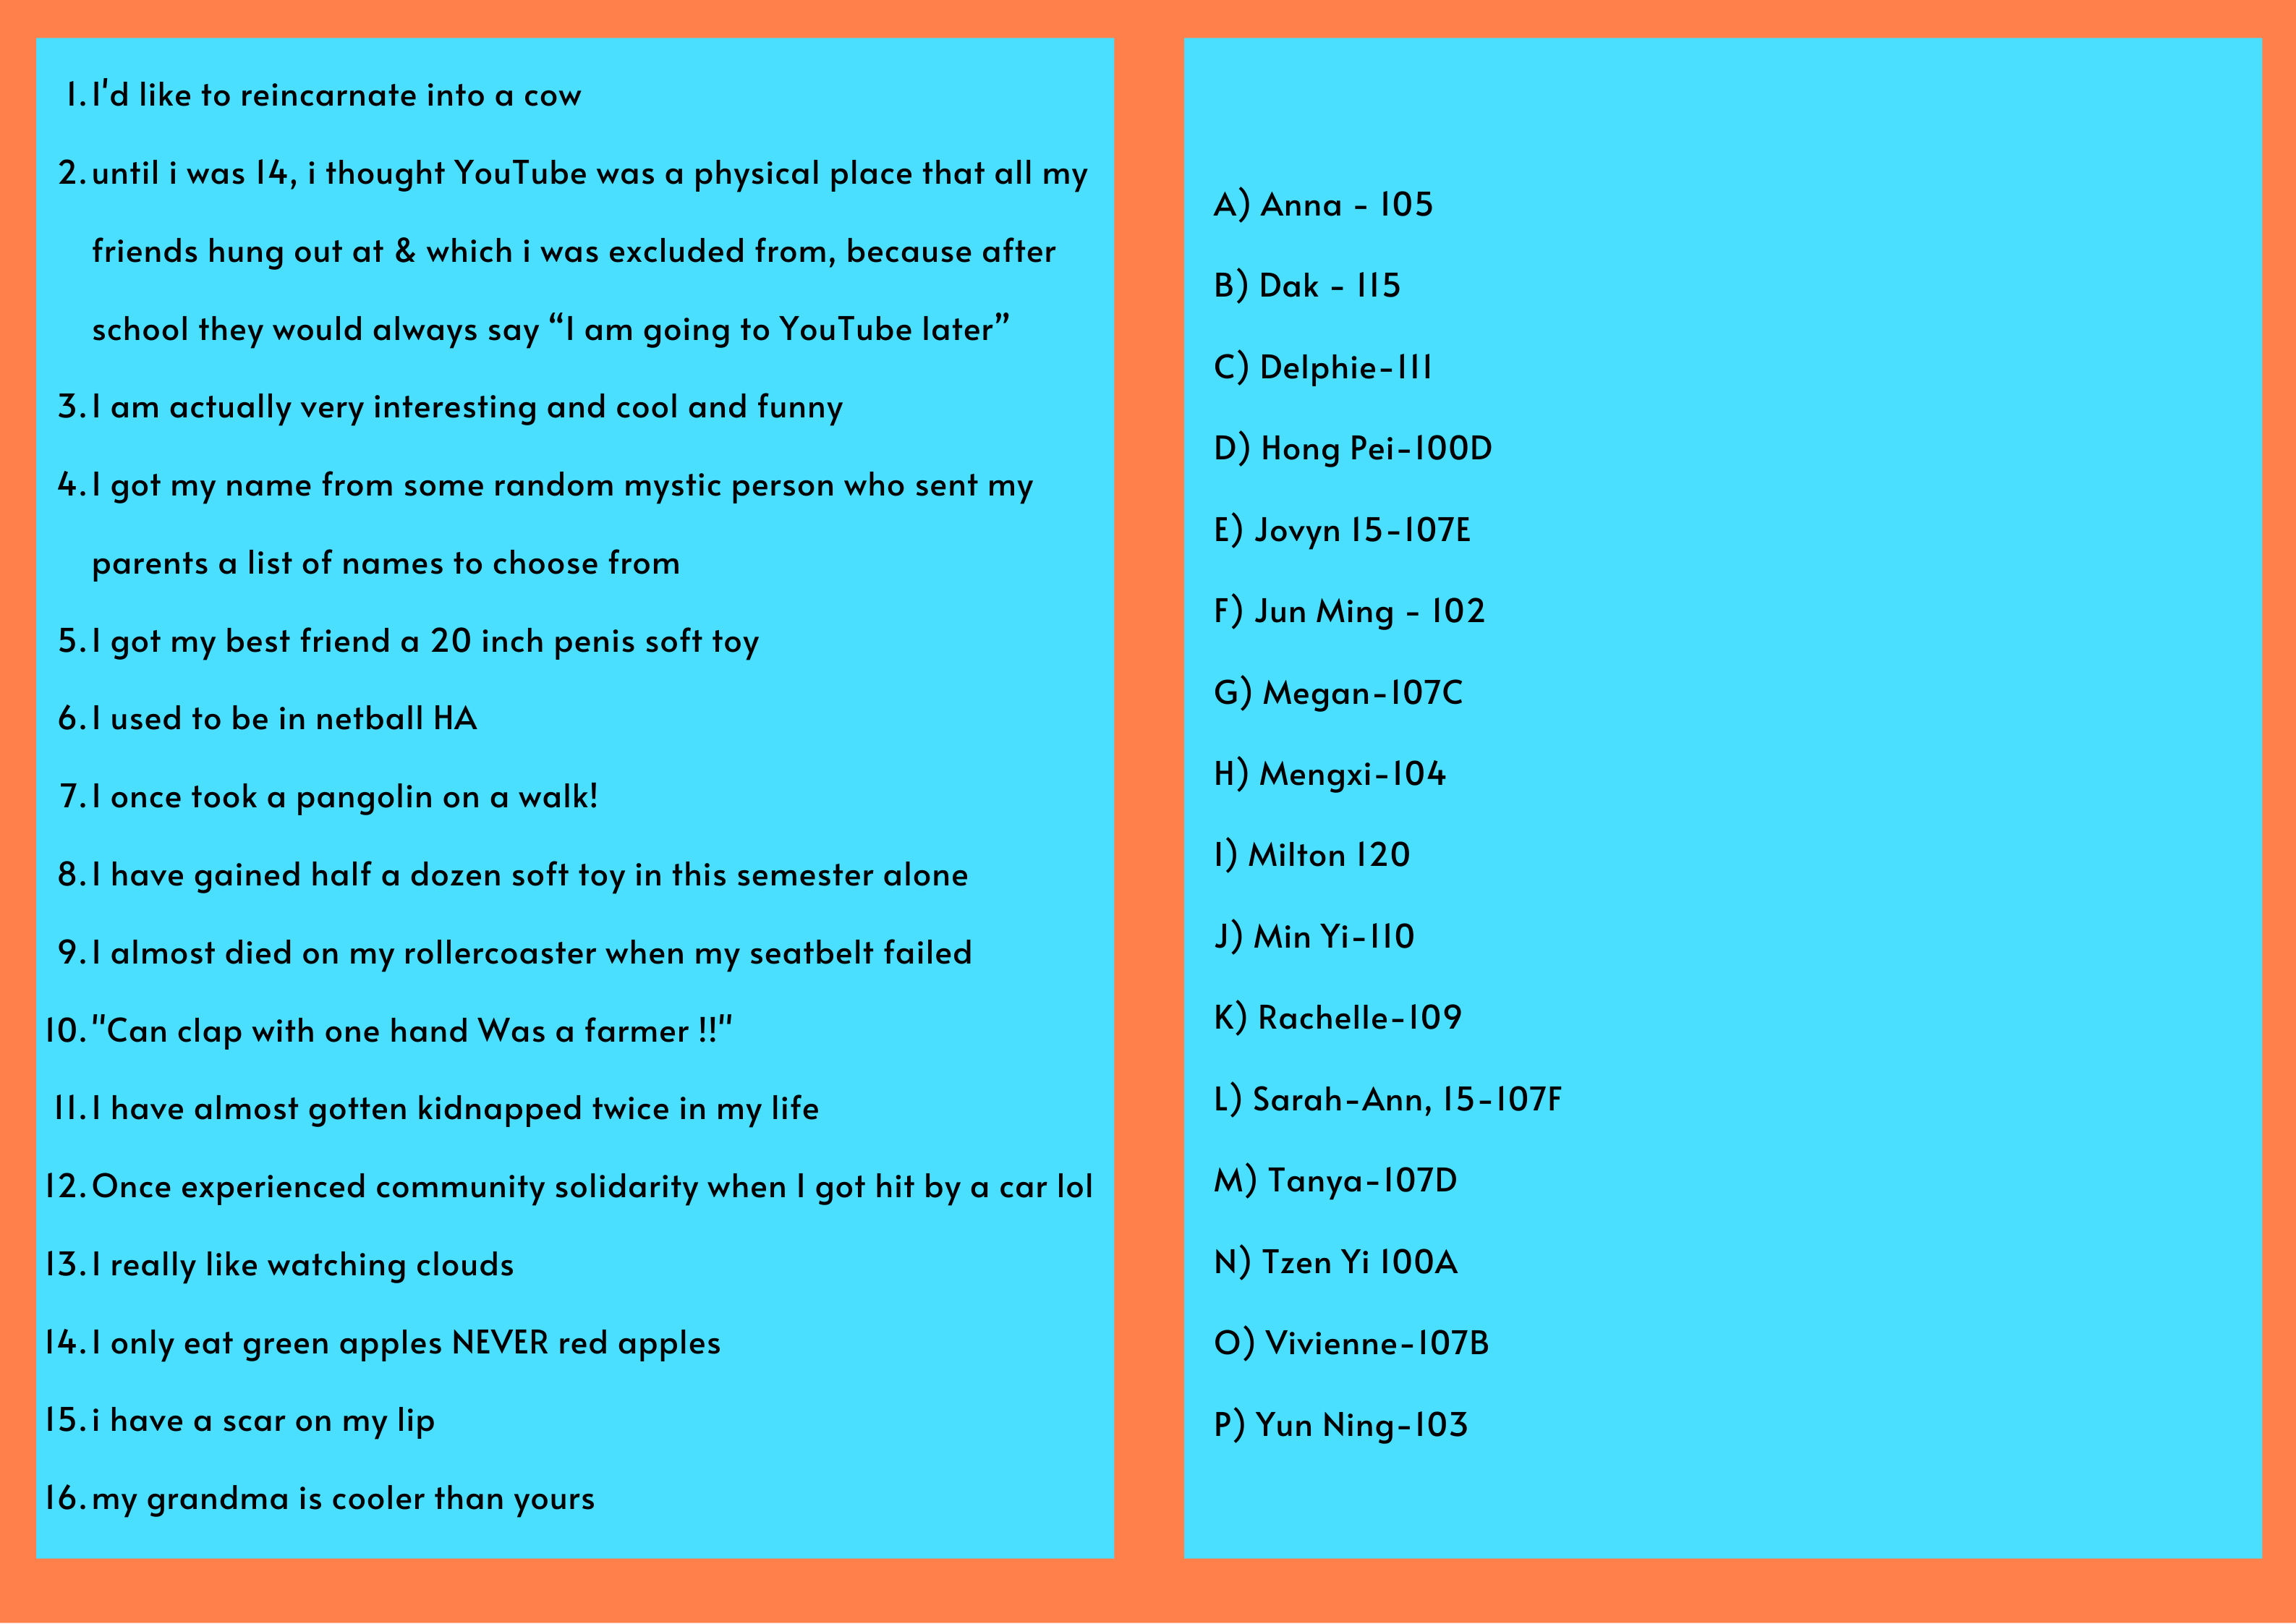 1. I'd like to reincarnate into a cow
2. until i was 14, i thought YouTube was a physical place that all my
friends hung out at & which i was excluded from, because after
school they would always say “I am going to YouTube later”
3. I am actually very interesting and cool and funny
4. I got my name from some random mystic person who sent my
parents a list of names to choose from
5. I got my best friend a 20 inch penis soft toy
6. I used to be in netball HA
7. I once took a pangolin on a walk!
8. I have gained half a dozen soft toy in this semester alone
9. I almost died on my rollercoaster when my seatbelt failed
10. "Can clap with one hand Was a farmer !!"
11. I have almost gotten kidnapped twice in my life
12. Once experienced community solidarity when I got hit by a car lol
13. I really like watching clouds
14. I only eat green apples NEVER red apples
15. i have a scar on my lip
16. my grandma is cooler than yours
A) Anna - 105
B) Dak - 115
C) Delphie-111
D) Hong Pei-100D
E) Jovyn 15-107E
F) Jun Ming - 102
G) Megan-107C
H) Mengxi-104
I) Milton 120
J) Min Yi-110
K) Rachelle-109
L) Sarah-Ann, 15-107F
M) Tanya-107D
N) Tzen Yi 100A
O) Vivienne-107B
P) Yun Ning-103